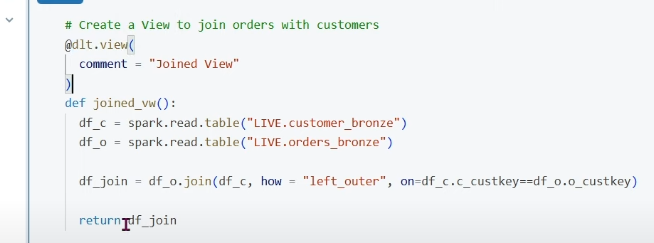 # Create a View to join orders with customers
@dlt.view(
comment = "Joined View"
)
def joined_vw():
df_c = spark.read.table("LIVE.customer_bronze")
df_o = spark.read.table("LIVE.orders_bronze")
df_join = df_o.join(df_c, how = "left_outer", on=df_c.c_custkey==df_o.o_custkey)
return df_join